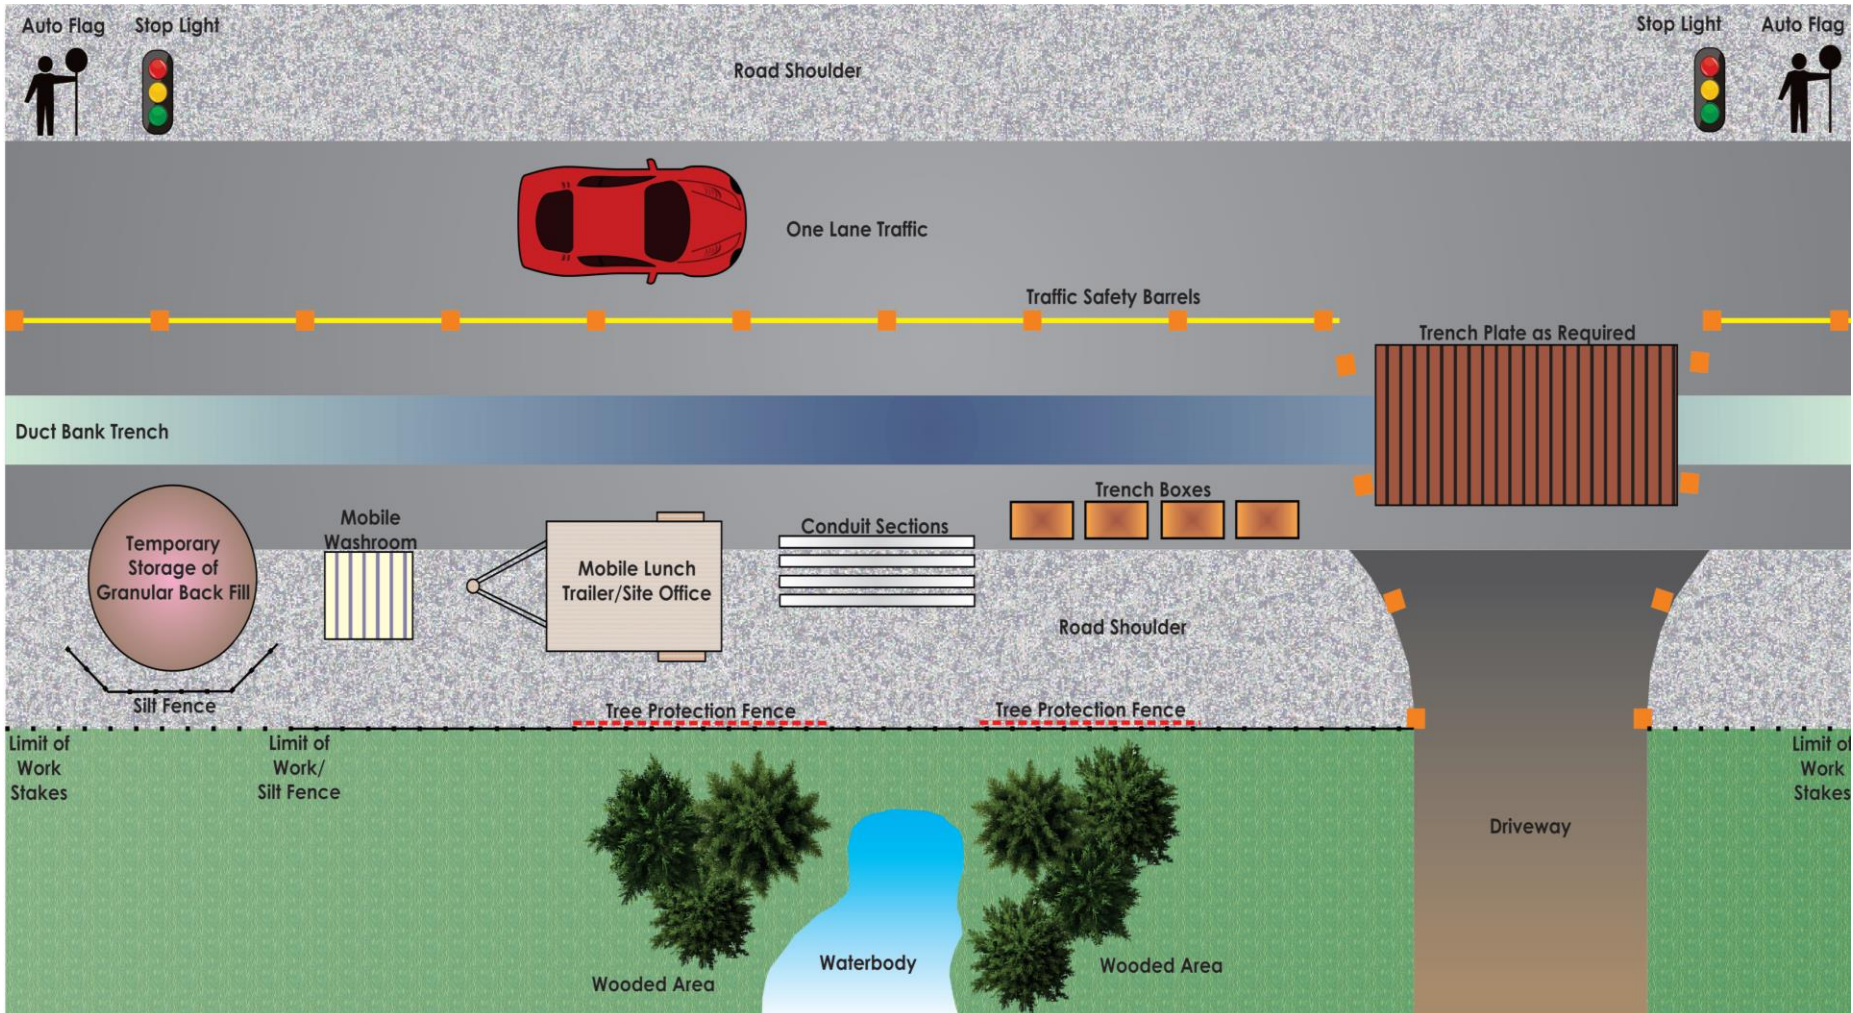 Auto Flag
Stop Light
Stop Light
Auto Flag
Road Shoulder
One Lane Traffic
Traffic Safety Barrels
Trench Plate as Required
Duct Bank Trench
Trench Boxes
Mobile
Washroom
Conduit Sections
Temporary
Storage of
Granular Back Fill
Mobile Lunch
Trailer/Site Office
Road Shoulder
Silt Fence
Tree Protection Fence
Tree Protection Fence
Limit of
Work
Stakes
Limit of
Work/
Silt Fence
Limit of
Work
Stakes
Driveway
Waterbody
Wooded Area
Wooded Area